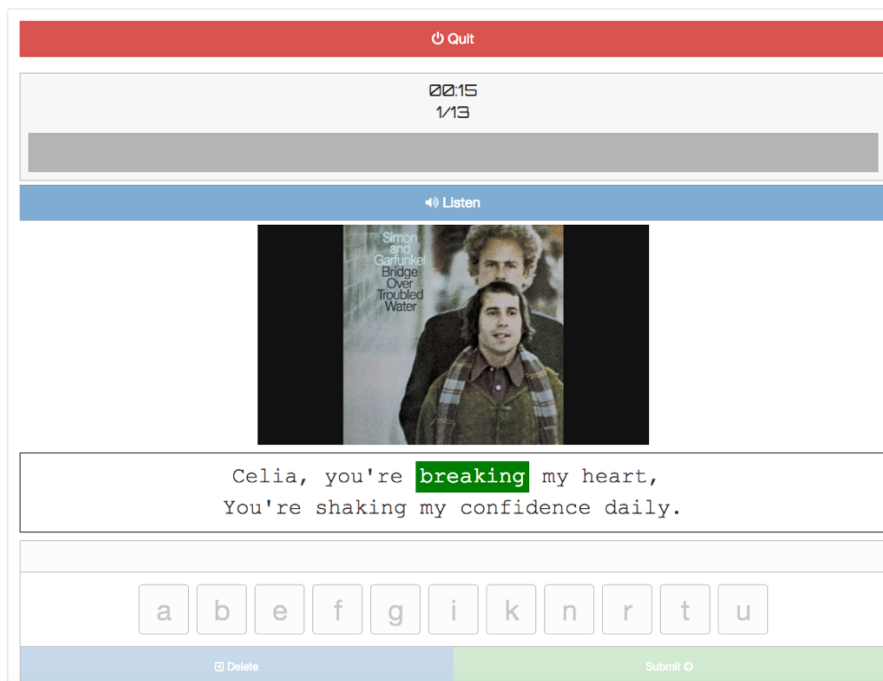 Quit
00:15
1/13
Listen
Simon
and
Garfunkel
Bridge
Over
Troubled
Water
Celia, you're breaking my heart,
You're shaking my confidence daily.
a b e f g i k n r t u
Delete Submit